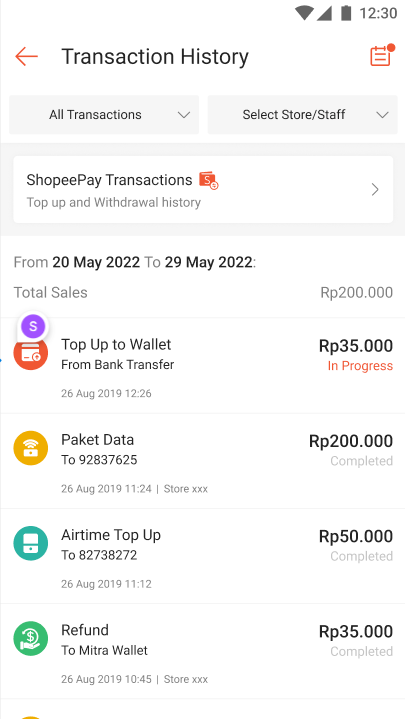 12:30
Transaction History
All Transactions
Select Store/Staff
ShopeePay Transactions
Top up and Withdrawal history
From 20 May 2022 To 29 May 2022:
Total Sales Rp200.000
S
Top Up to Wallet Rp35.000
From Bank Transfer In Progress
26 Aug 2019 12:26
Paket Data Rp200.000
To 92837625 Completed
26 Aug 2019 11:24 | Store xxx
Airtime Top Up Rp50.000
To 82738272 Completed
26 Aug 2019 11:12
Refund Rp35.000
To Mitra Wallet Completed
26 Aug 2019 10:45 | Store xxx